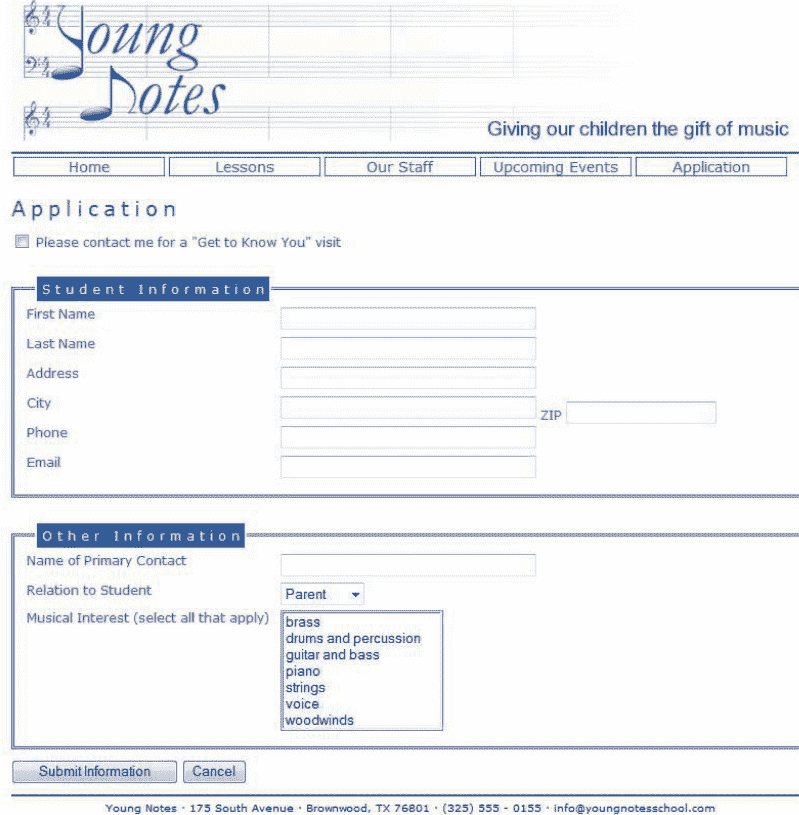 Young
Notes
Giving our children the gift of music
Home Lessons Our Staff Upcoming Events Application
Application
Please contact me for a "Get to Know You" visit
Student Information
First Name
Last Name
Address
City
ZIP
Phone
Email
Other Information
Name of Primary Contact
Relation to Student Parent
Musical Interest (select all that apply)
brass
drums and percussion
guitar and bass
piano
strings
voice
woodwinds
Submit Information Cancel
Young Notes · 175 South Avenue · Brownwood, TX 76801 · (325) 555 - 0155 · info@youngnotesschool.com